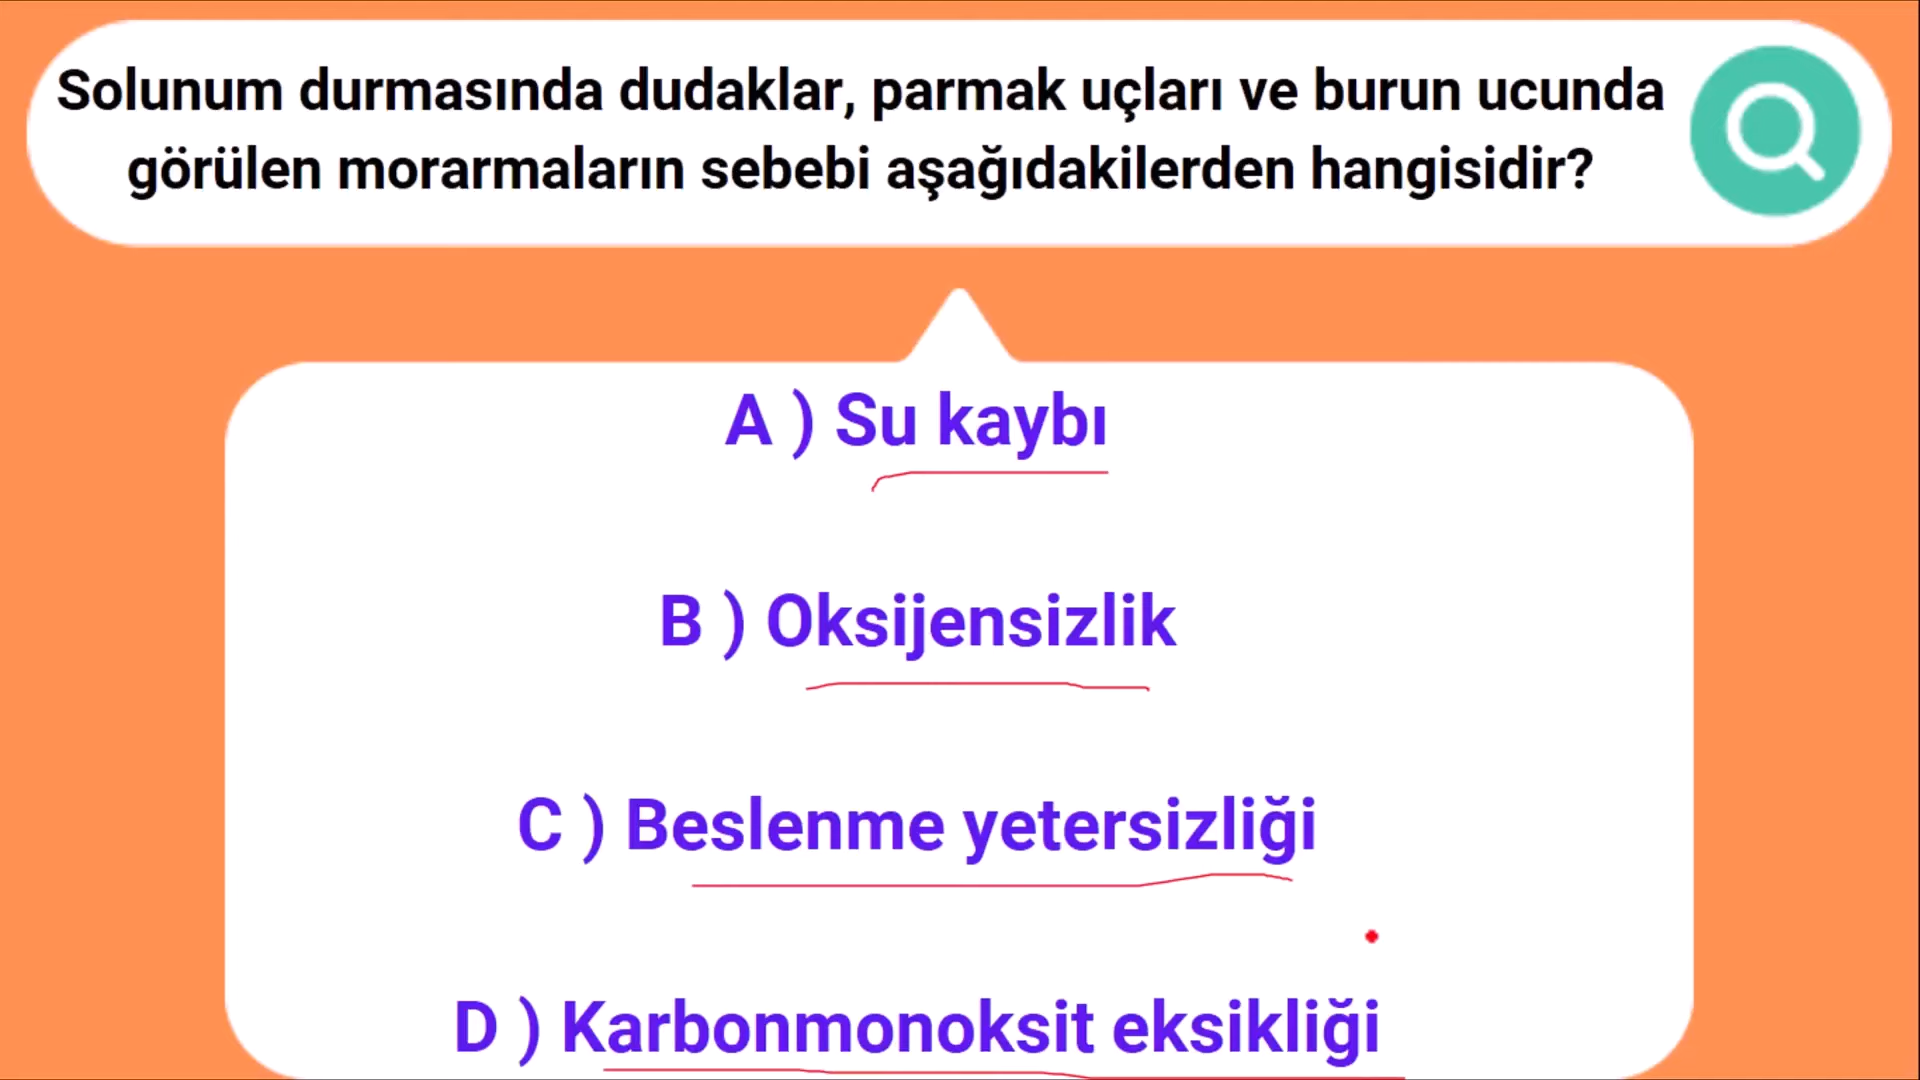 Solunum durmasında dudaklar, parmak uçları ve burun ucunda
görülen morarmaların sebebi aşağıdakilerden hangisidir?
A ) Su kaybı
B ) Oksijensizlik
C ) Beslenme yetersizliği
D ) Karbonmonoksit eksikliği